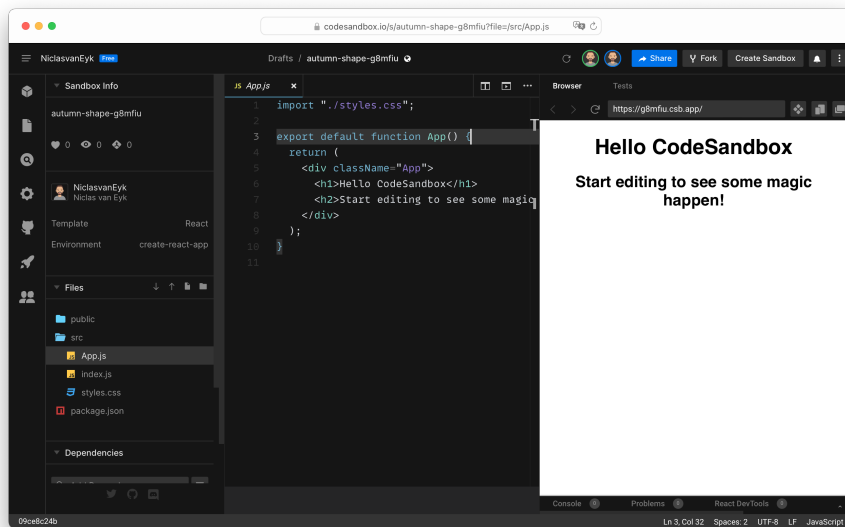 codesandbox.io/s/autumn-shape-g8mfiu?file=/src/App.js
NiclasvanEyk Free
Drafts / autumn-shape-g8mfiu
Share
Fork
Create Sandbox
Sandbox Info
autumn-shape-g8mfiu
0 0 0
NiclasvanEyk
Niclas van Eyk
Template React
Environment create-react-app
Files
public
src
App.js
index.js
styles.css
package.json
Dependencies
JS App.js
1 import "./styles.css";
2
3 export default function App() {
4 return (
5 <div className="App">
6 <h1>Hello CodeSandbox</h1>
7 <h2>Start editing to see some magic
8 </div>
9 );
10 }
11
Browser Tests
https://g8mfiu.csb.app/
Hello CodeSandbox
Start editing to see some magic
happen!
Console 0 Problems 0 React DevTools 0
09ce8c24b
Ln 3, Col 32 Spaces: 2 UTF-8 LF JavaScript